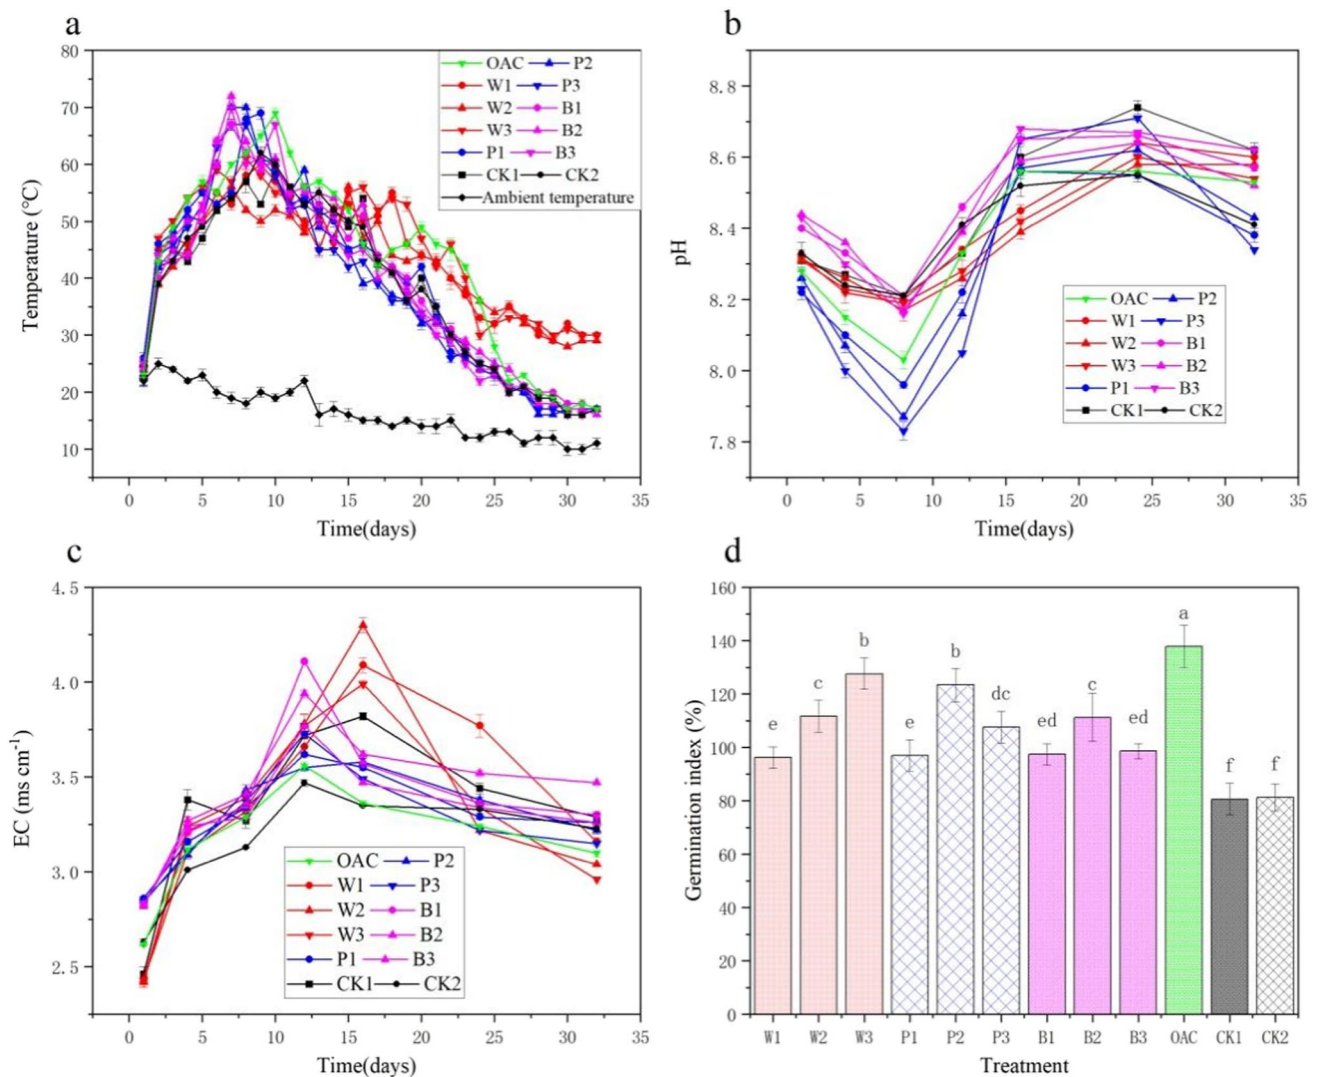 a
80
70
60
50
40
30
20
10
Temperature (°C)
OAC P2
W1 P3
W2 B1
W3 B2
P1 B3
CK1 CK2
Ambient temperature
0 5 10 15 20 25 30 35
Time(days)
b
8.8
8.6
8.4
8.2
8.0
7.8
pH
OAC P2
W1 P3
W2 B1
W3 B2
P1 B3
CK1 CK2
0 5 10 15 20 25 30 35
Time(days)
c
4.5
4.0
3.5
3.0
2.5
EC (ms cm⁻¹)
OAC P2
W1 P3
W2 B1
W3 B2
P1 B3
CK1 CK2
0 5 10 15 20 25 30 35
Time(days)
d
160
140
120
100
80
60
40
20
0
Germination index (%)
e c b e b dc ed c ed a f f
W1 W2 W3 P1 P2 P3 B1 B2 B3 OAC CK1 CK2
Treatment